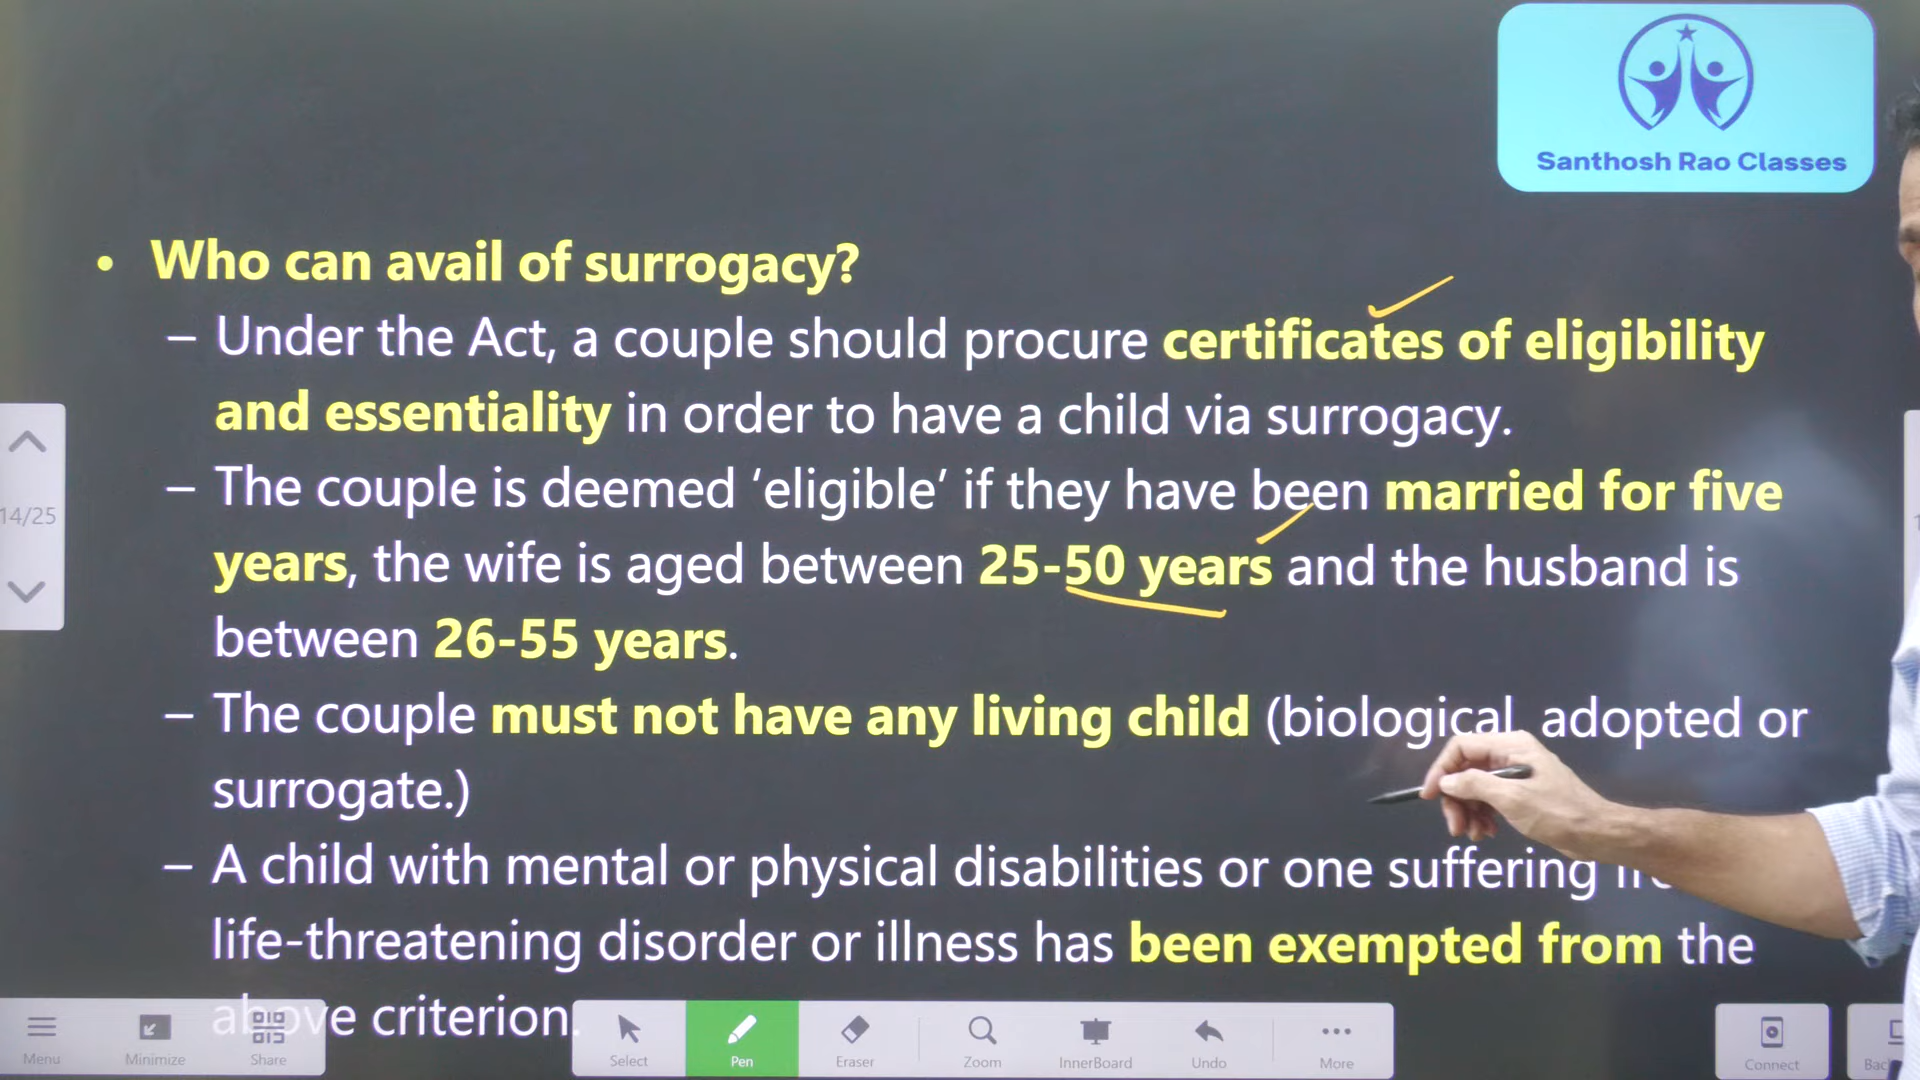 Santhosh Rao Classes
• Who can avail of surrogacy?
– Under the Act, a couple should procure certificates of eligibility
and essentiality in order to have a child via surrogacy.
– The couple is deemed ‘eligible’ if they have been married for five
years, the wife is aged between 25-50 years and the husband is
between 26-55 years.
– The couple must not have any living child (biological, adopted or
surrogate.)
– A child with mental or physical disabilities or one suffering
life-threatening disorder or illness has been exempted from the
above criterion.
14/25
Menu Minimize Share Select Pen Eraser Zoom InnerBoard Undo More Connect